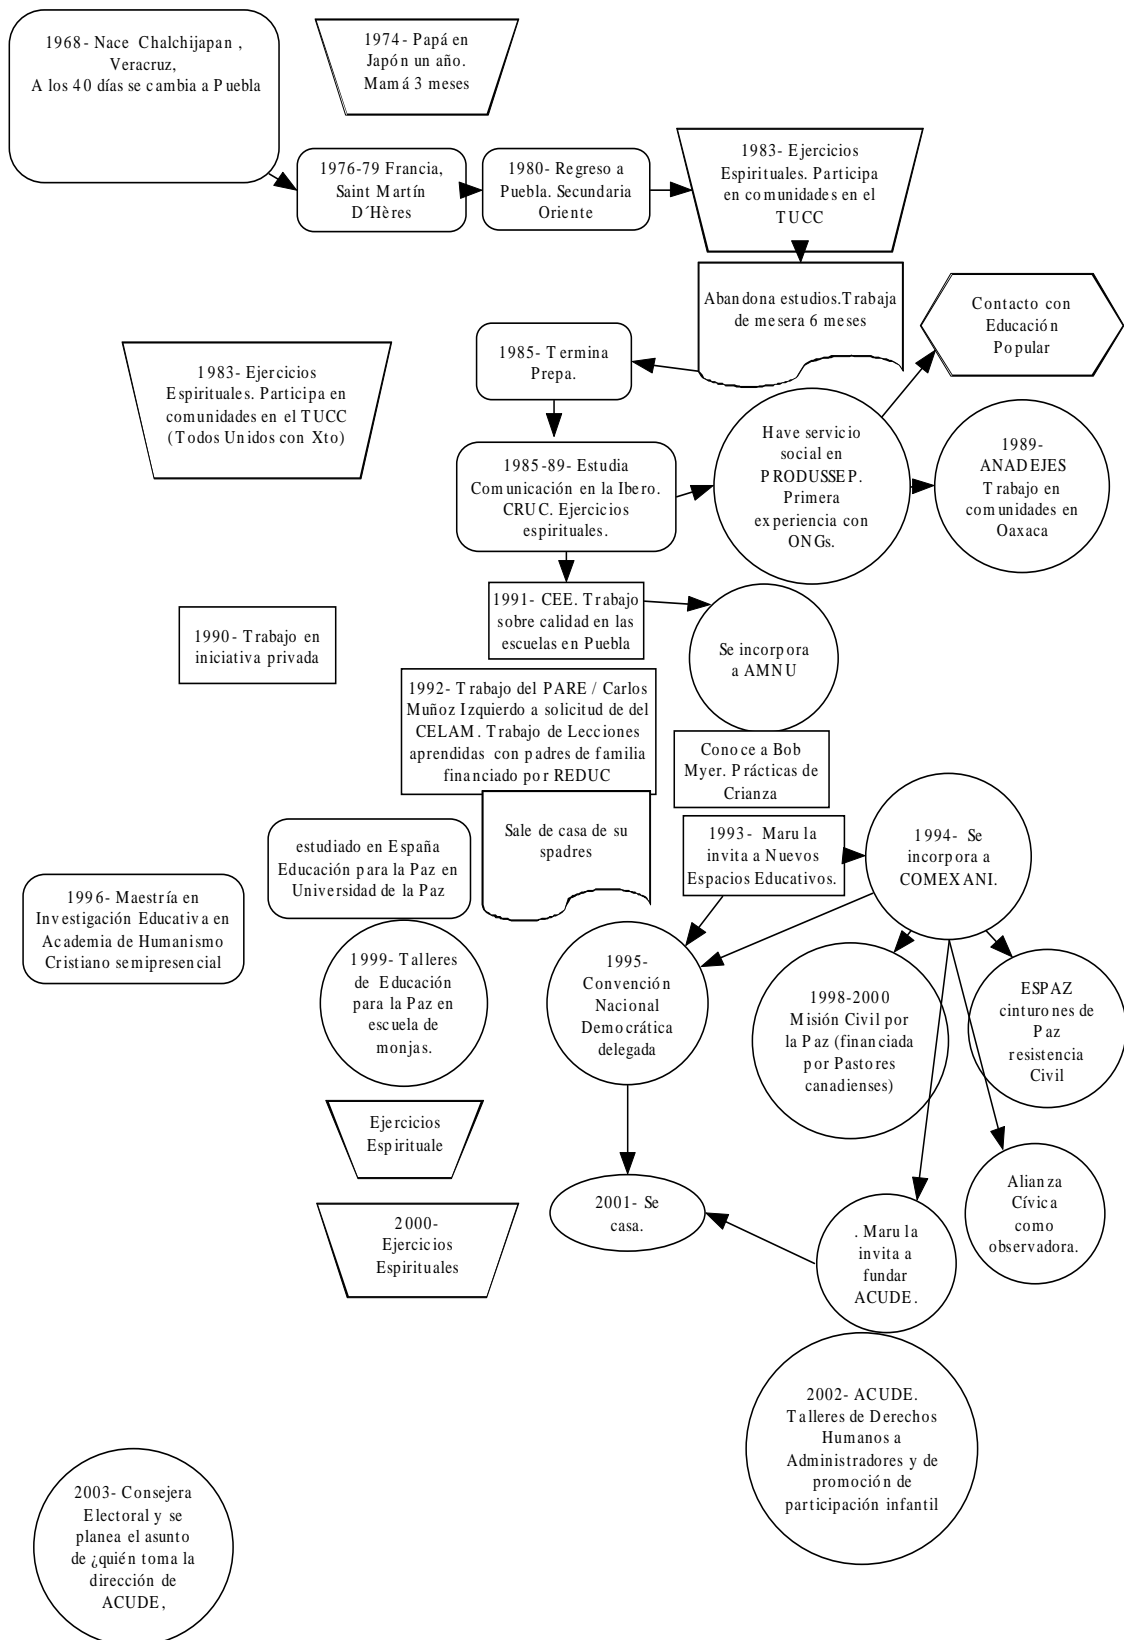 1968- Nace Chalchijapan ,
Veracruz,
A los 40 días se cambia a Puebla
1974- Papá en
Japón un año.
Mamá 3 meses
1976-79 Francia,
Saint Martín
D´Hères
1980- Regreso a
Puebla. Secundaria
Oriente
1983- Ejercicios
Espirituales. Participa
en comunidades en el
TUCC
Abandona estudios.Trabaja
de mesera 6 meses
Contacto con
Educación
Popular
1985- Termina
Prepa.
1983- Ejercicios
Espirituales. Participa en
comunidades en el TUCC
(Todos Unidos con Xto)
Have servicio
social en
PRODUSSEP.
Primera
experiencia con
ONGs.
1989-
ANADEJES
Trabajo en
comunidades en
Oaxaca
1985-89- Estudia
Comunicación en la Ibero.
CRUC. Ejercicios
espirituales.
1991- CEE. Trabajo
sobre calidad en las
escuelas en Puebla
1990- Trabajo en
iniciativa privada
Se incorpora
a AMNU
1992- Trabajo del PARE / Carlos
Muñoz Izquierdo a solicitud de del
CELAM. Trabajo de Lecciones
aprendidas con padres de familia
financiado por REDUC
Conoce a Bob
Myer. Prácticas de
Crianza
Sale de casa de su
spadres
1993- Maru la
invita a Nuevos
Espacios Educativos.
1994- Se
incorpora a
COMEXANI.
estudiado en España
Educación para la Paz en
Universidad de la Paz
1996- Maestría en
Investigación Educativa en
Academia de Humanismo
Cristiano semipresencial
1999- Talleres
de Educación
para la Paz en
escuela de
monjas.
1995-
Convención
Nacional
Democrática
delegada
1998-2000
Misión Civil por
la Paz (financiada
por Pastores
canadienses)
ESPAZ
cinturones de
Paz
resistencia
Civil
Ejercicios
Espirituale
2001- Se
casa.
Alianza
Cívica
como
observadora.
2000-
Ejercicios
Espirituales
. Maru la
invita a
fundar
ACUDE.
2002- ACUDE.
Talleres de Derechos
Humanos a
Administradores y de
promoción de
participación infantil
2003- Consejera
Electoral y se
planea el asunto
de ¿quién toma la
dirección de
ACUDE,